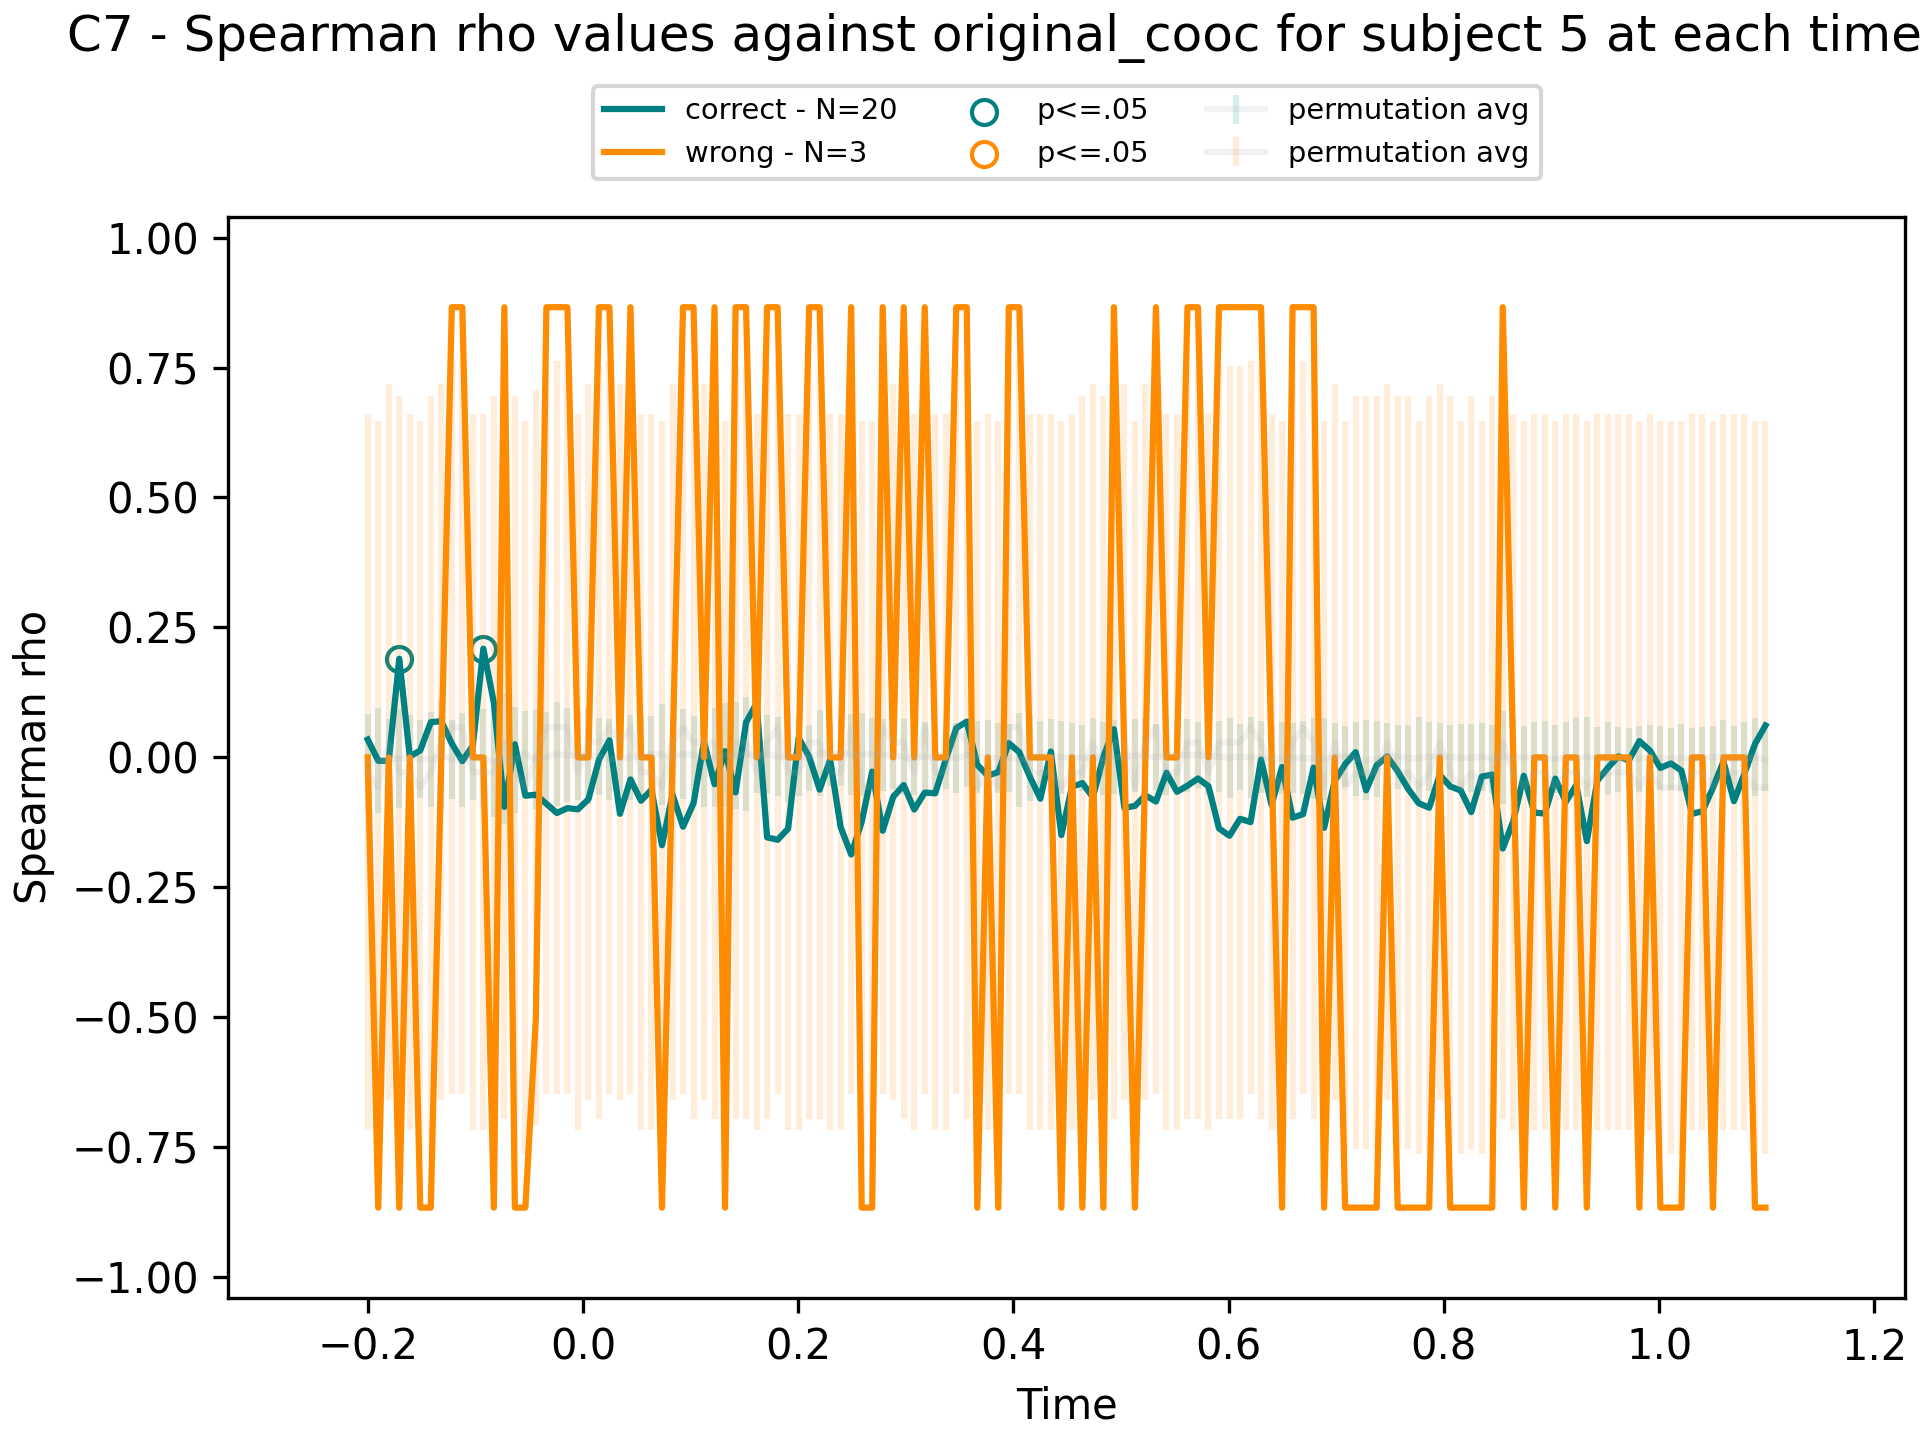 C7 - Spearman rho values against original_cooc for subject 5 at each time
correct - N=20 p<=.05 permutation avg
wrong - N=3 p<=.05 permutation avg
1.00
0.75
0.50
0.25
0.00
−0.25
−0.50
−0.75
−1.00
Spearman rho
−0.2 0.0 0.2 0.4 0.6 0.8 1.0 1.2
Time